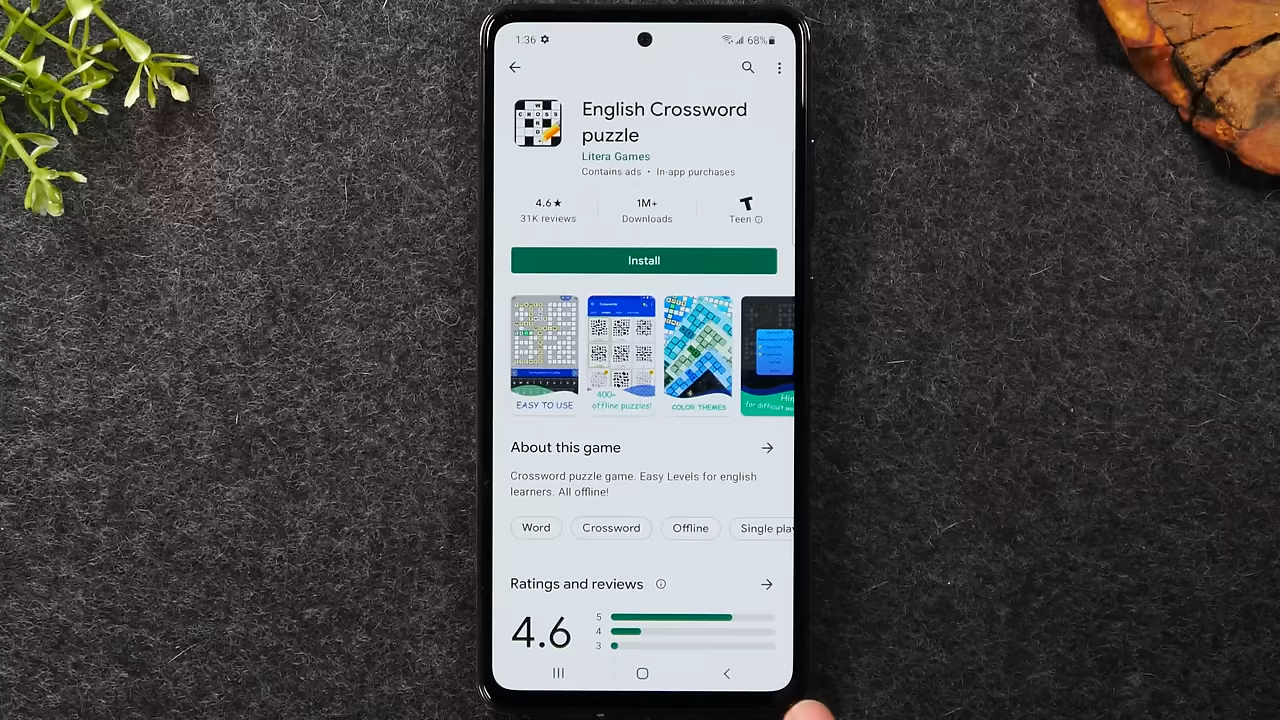 1:36
68%
English Crossword
puzzle
Litera Games
Contains ads • In-app purchases
4.6★
1M+
31K reviews
Downloads
Teen
Install
EASY TO USE
400+
offline puzzles!
COLOR THEMES
for difficult
About this game
Crossword puzzle game. Easy Levels for english
learners. All offline!
Word
Crossword
Offline
Single play
Ratings and reviews
4.6
5
4
3